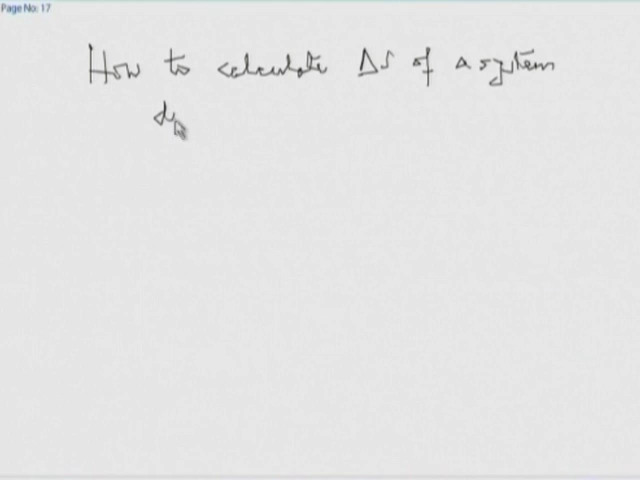 Page No: 17
How to calculate ΔS of a system